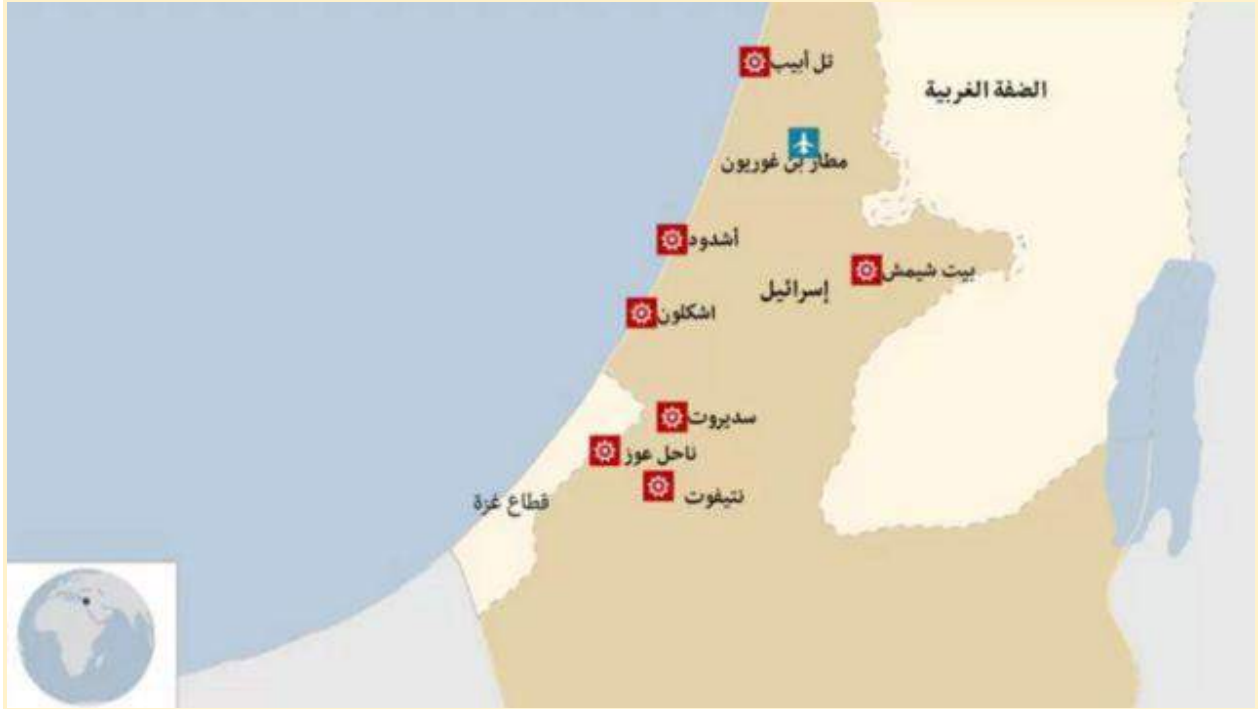 تل أبيب
الضفة الغربية
مطار بن غوريون
أشدود
بيت شيمش
إسرائيل
اشكلون
سديروت
ناحل عوز
نتيفوت
قطاع غزة